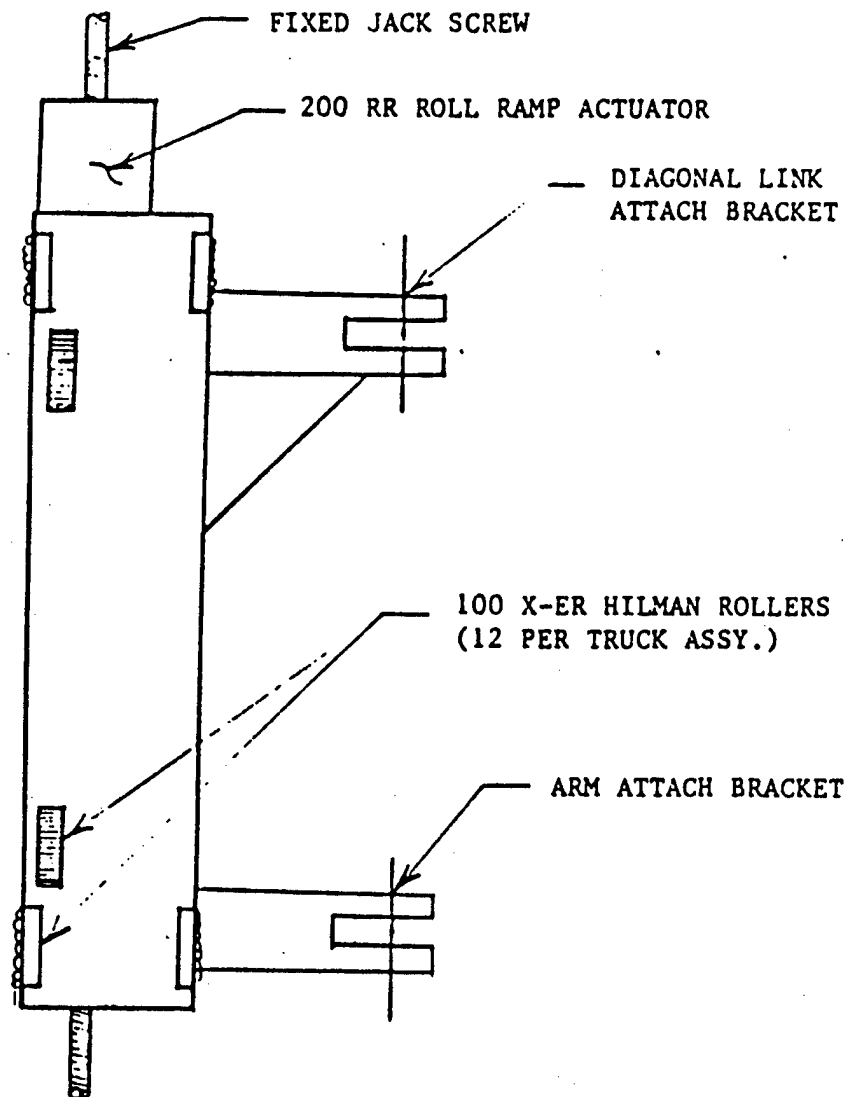 FIXED JACK SCREW
200 RR ROLL RAMP ACTUATOR
DIAGONAL LINK
ATTACH BRACKET
100 X-ER HILMAN ROLLERS
(12 PER TRUCK ASSY.)
ARM ATTACH BRACKET